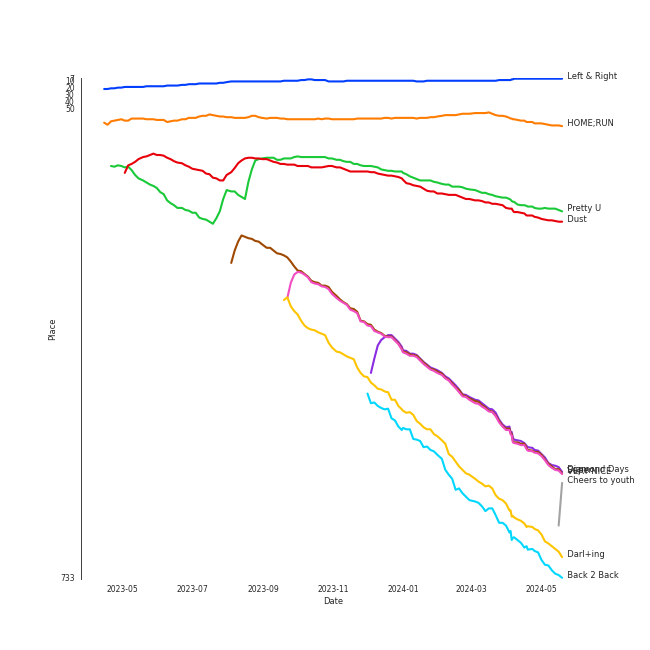 7
10
20
30
40
50
733
Place
2023-05 2023-07 2023-09 2023-11 2024-01 2024-03 2024-05
Date
Left & Right
HOME;RUN
Pretty U
Dust
Diamond Days
VERY NICE
Cheers to youth
Darl+ing
Back 2 Back